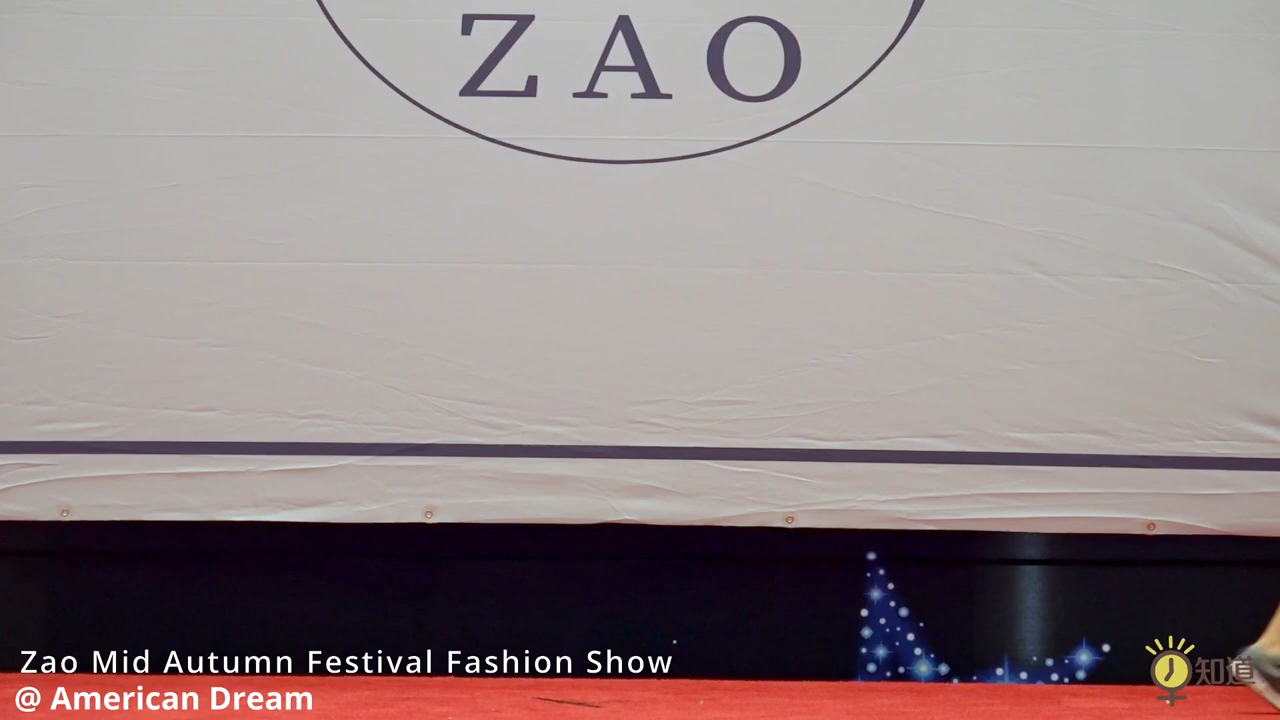 ZAO
Zao Mid Autumn Festival Fashion Show
@ American Dream
知道